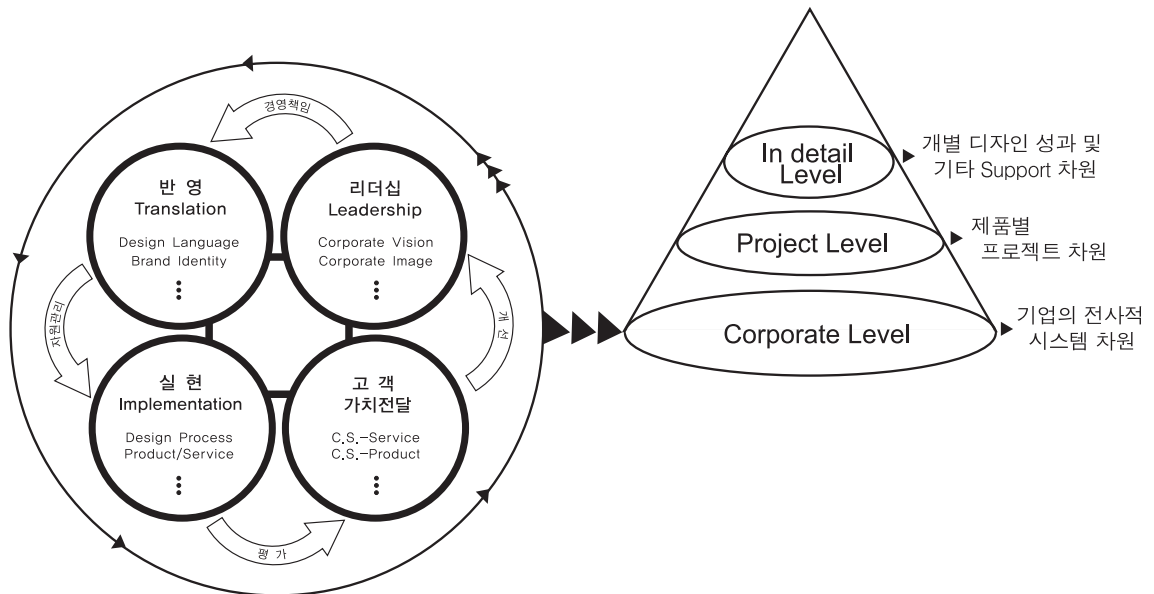 경영책임
반 영
Translation
Design Language
Brand Identity
리더십
Leadership
Corporate Vision
Corporate Image
자원관리
개 선
실 현
Implementation
Design Process
Product/Service
고 객
가치전달
C.S.-Service
C.S.-Product
평 가
In detail
Level
개별 디자인 성과 및
기타 Support 차원
Project Level
제품별
프로젝트 차원
Corporate Level
기업의 전사적
시스템 차원